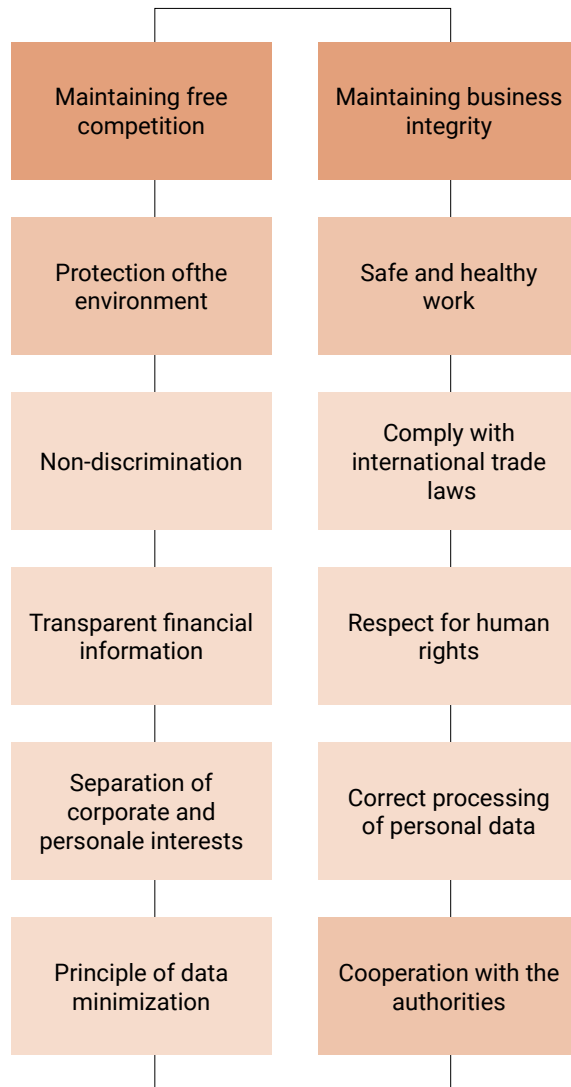 Maintaining free
competition
Maintaining business
integrity
Protection ofthe
environment
Safe and healthy
work
Non-discrimination
Comply with
international trade
laws
Transparent financial
information
Respect for human
rights
Separation of
corporate and
personale interests
Correct processing
of personal data
Principle of data
minimization
Cooperation with the
authorities